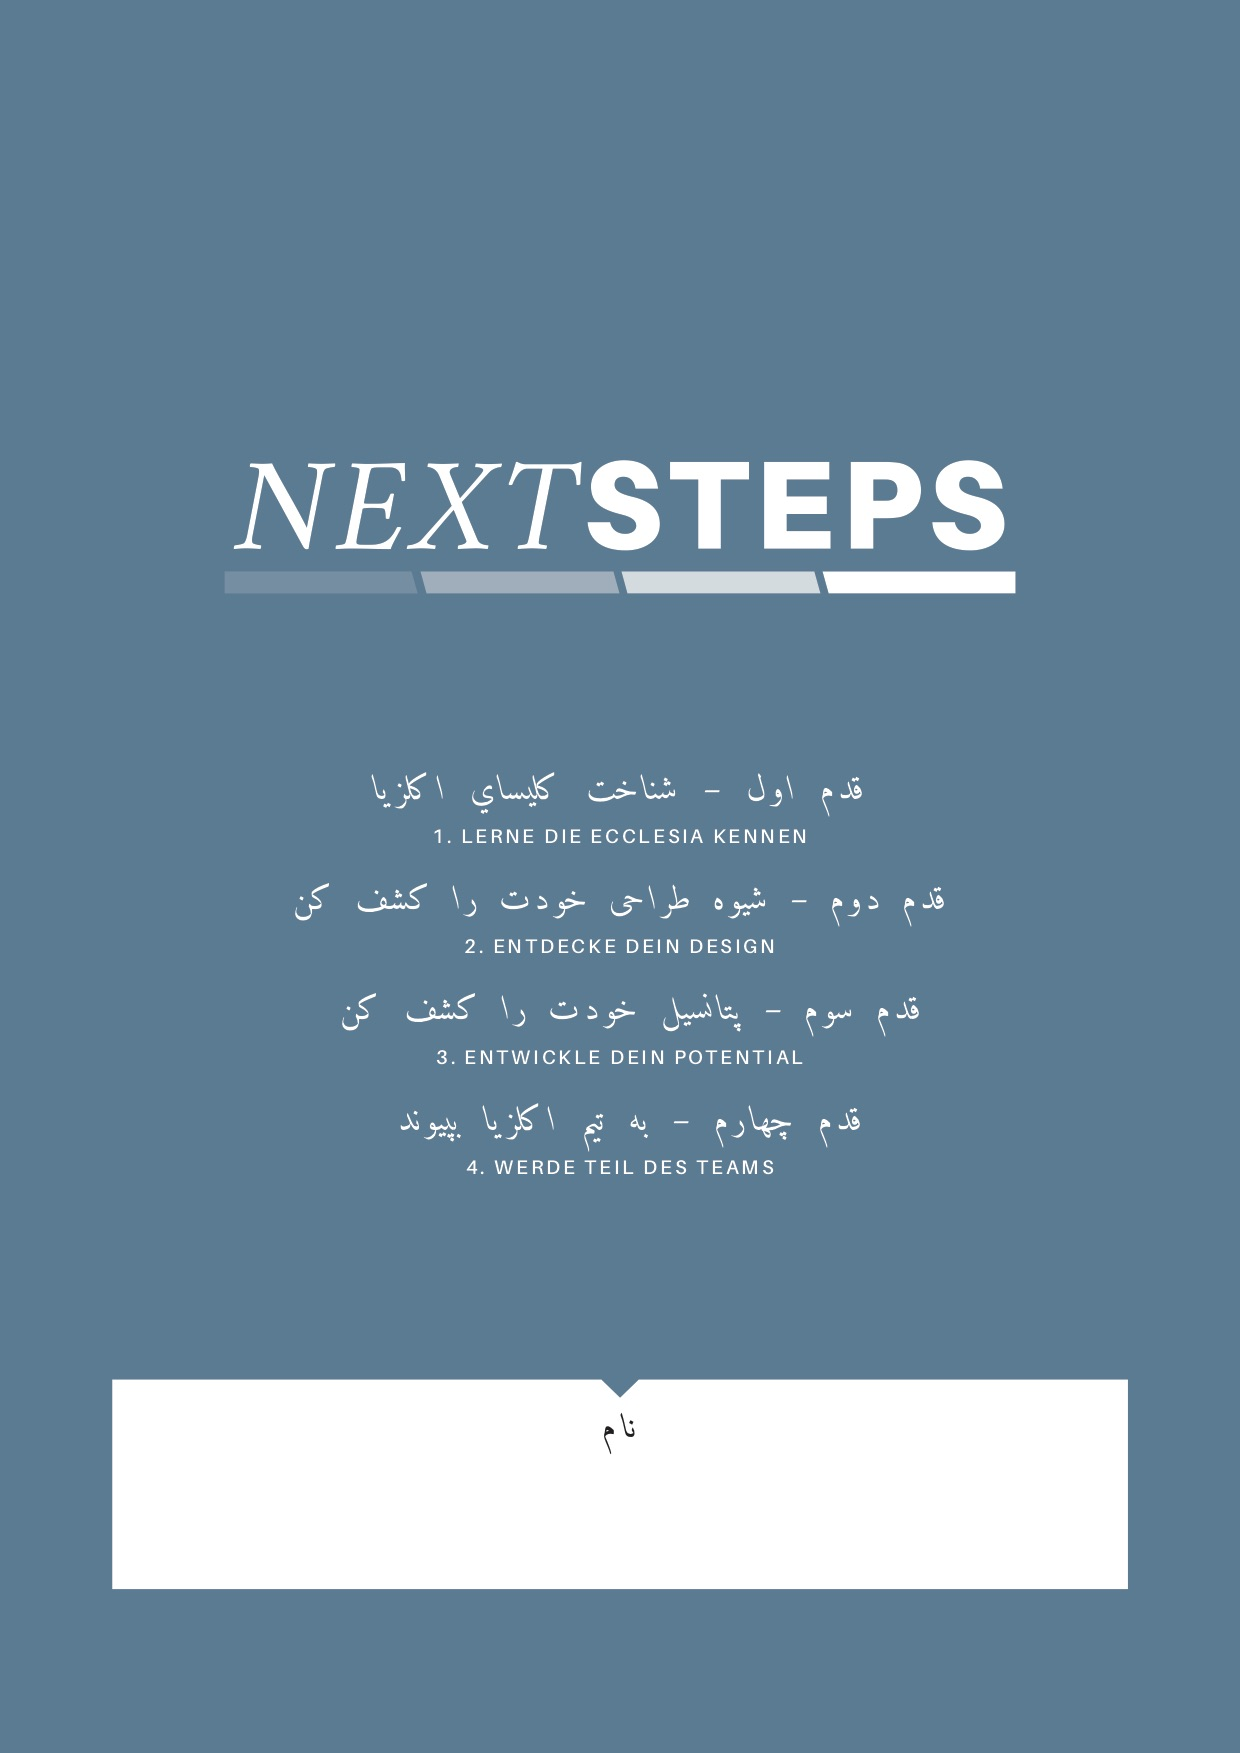 NEXTSTEPS
قدم اول – شناخت کلیساي اکلزیا
1. LERNE DIE ECCLESIA KENNEN
قدم دوم – شیوه طراحی خودت را کشف کن
2. ENTDECKE DEIN DESIGN
قدم سوم – پتانسیل خودت را کشف کن
3. ENTWICKLE DEIN POTENTIAL
قدم چهارم – به تیم اکلزیا بپیوند
4. WERDE TEIL DES TEAMS
نام